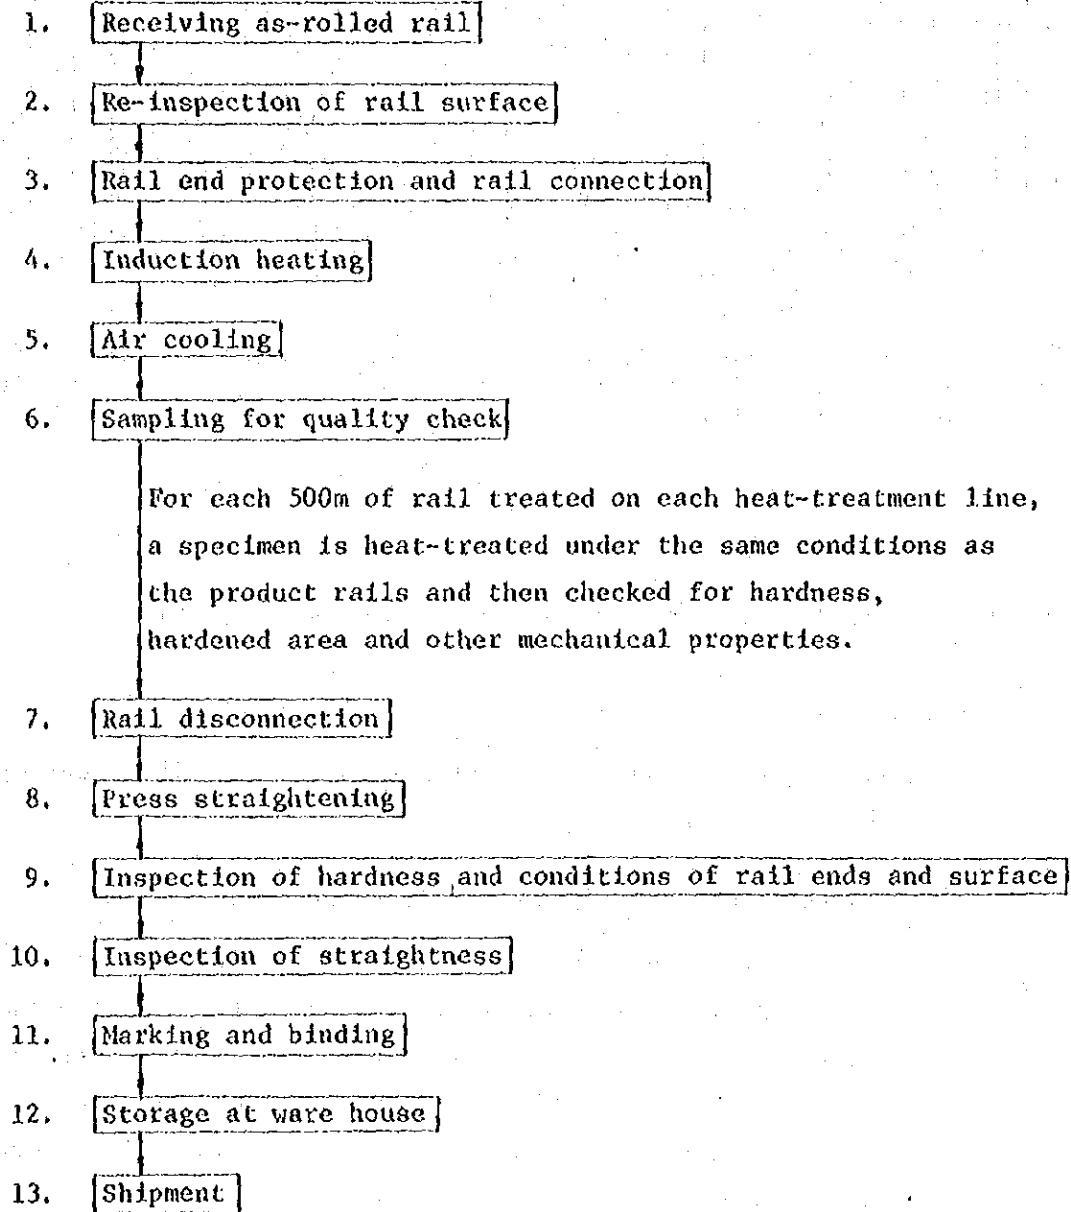 1. Receiving as-rolled rail
2. Re-inspection of rail surface
3. Rail end protection and rail connection
4. Induction heating
5. Air cooling
6. Sampling for quality check
For each 500m of rail treated on each heat-treatment line,
a specimen is heat-treated under the same conditions as
the product rails and then checked for hardness,
hardened area and other mechanical properties.
7. Rail disconnection
8. Press straightening
9. Inspection of hardness and conditions of rail ends and surface
10. Inspection of straightness
11. Marking and binding
12. Storage at ware house
13. Shipment